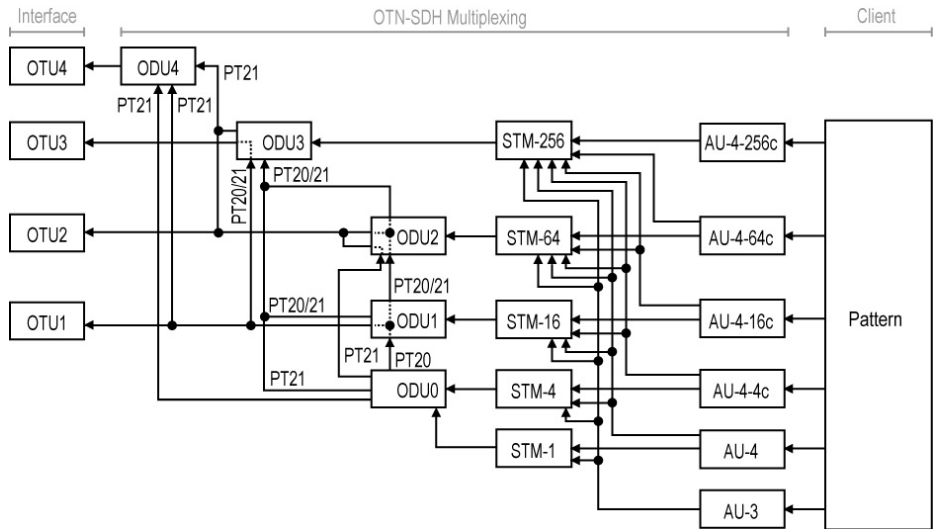 Interface
OTN-SDH Multiplexing
Client
OTU4
ODU4
PT21
PT21
PT21
OTU3
ODU3
STM-256
AU-4-256c
PT20/21
PT20/21
OTU2
ODU2
STM-64
AU-4-64c
PT20/21
PT20/21
OTU1
ODU1
STM-16
AU-4-16c
Pattern
PT21
PT20
PT21
ODU0
STM-4
AU-4-4c
STM-1
AU-4
AU-3